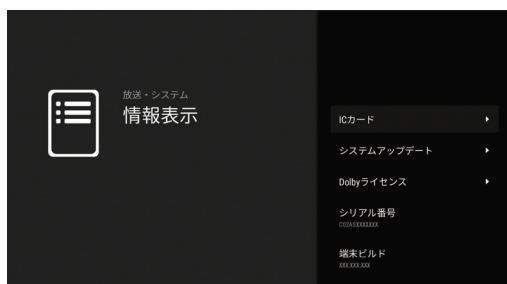 放送・システム
情報表示
ICカード
システムアップデート
Dolbyライセンス
シリアル番号
C02ASXXXXXXX
端末ビルド
XXX.XXX.XXX